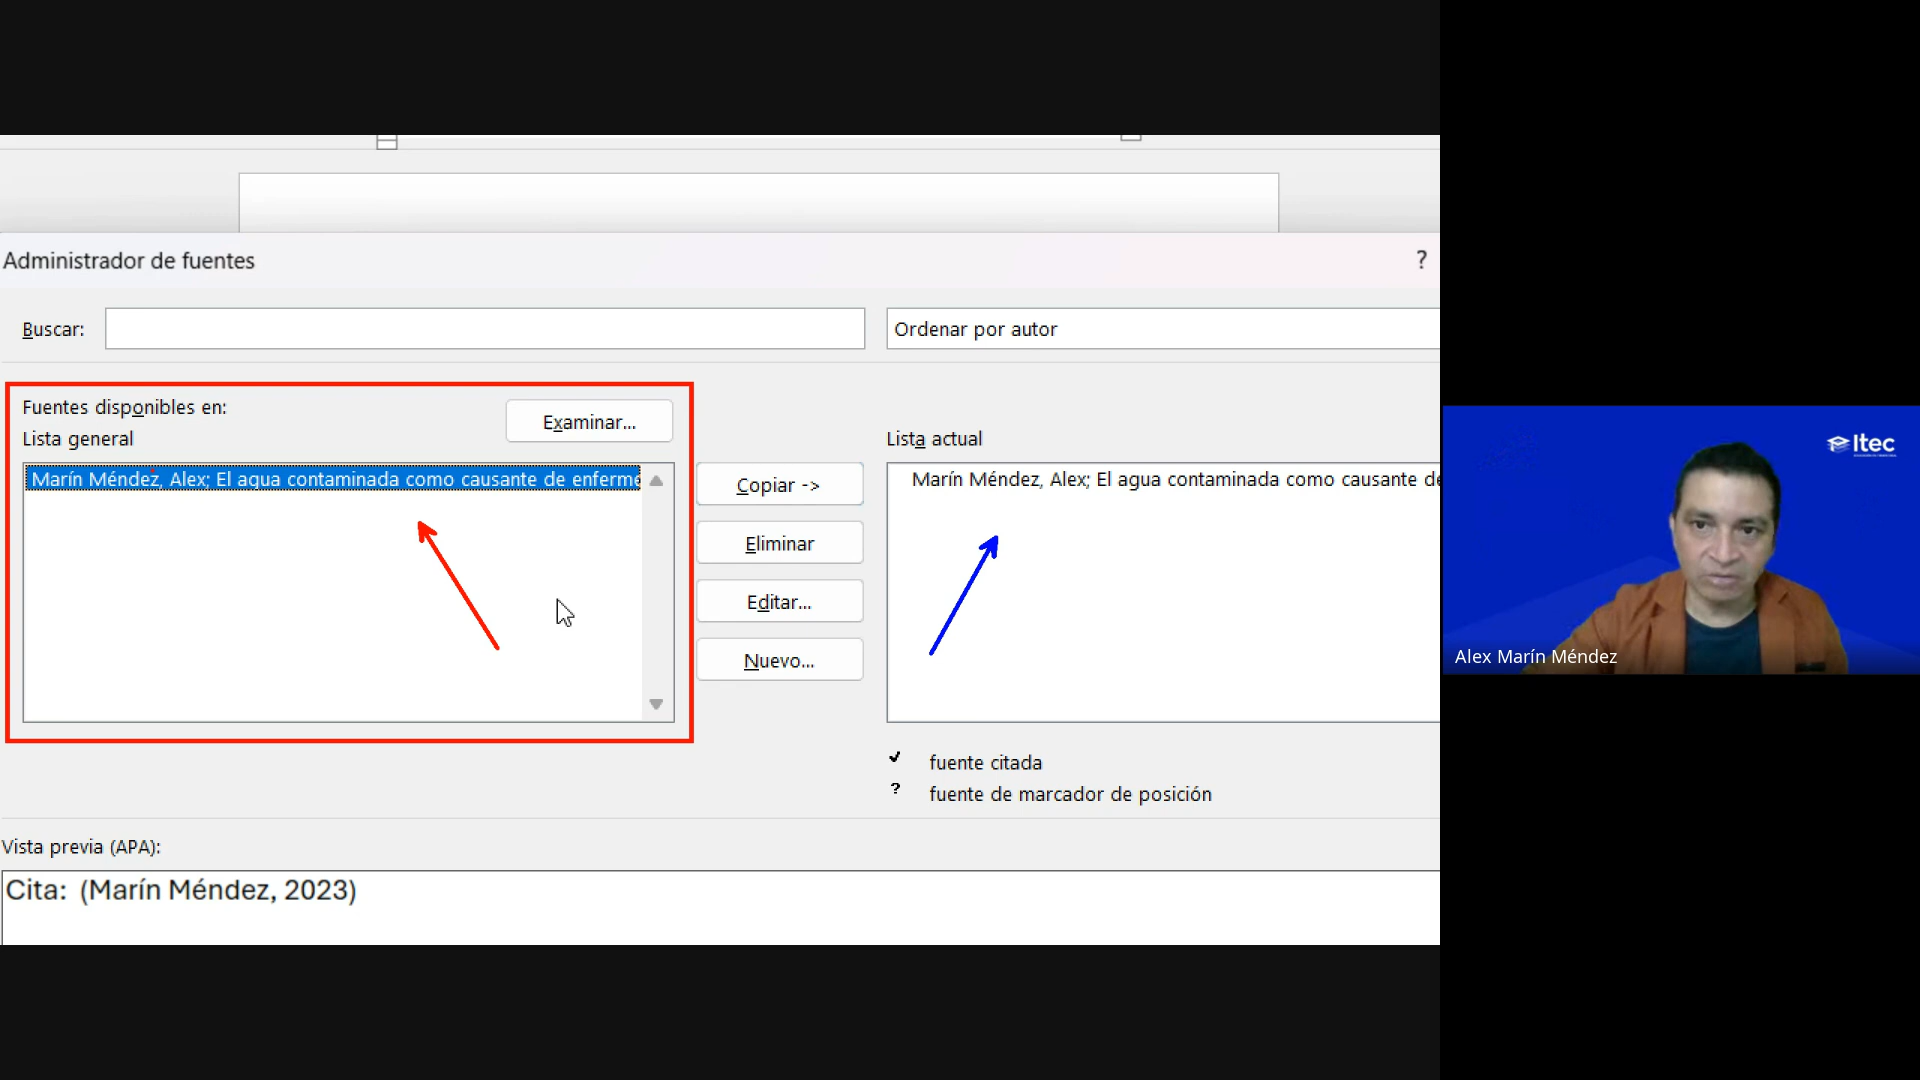 Administrador de fuentes
?
Buscar:
Ordenar por autor
Fuentes disponibles en:
Lista general
Examinar...
Marín Méndez, Alex; El agua contaminada como causante de enferme
Copiar ->
Eliminar
Editar...
Nuevo...
Lista actual
Marín Méndez, Alex; El agua contaminada como causante de
✓ fuente citada
? fuente de marcador de posición
Vista previa (APA):
Cita: (Marín Méndez, 2023)
Itec
Alex Marín Méndez